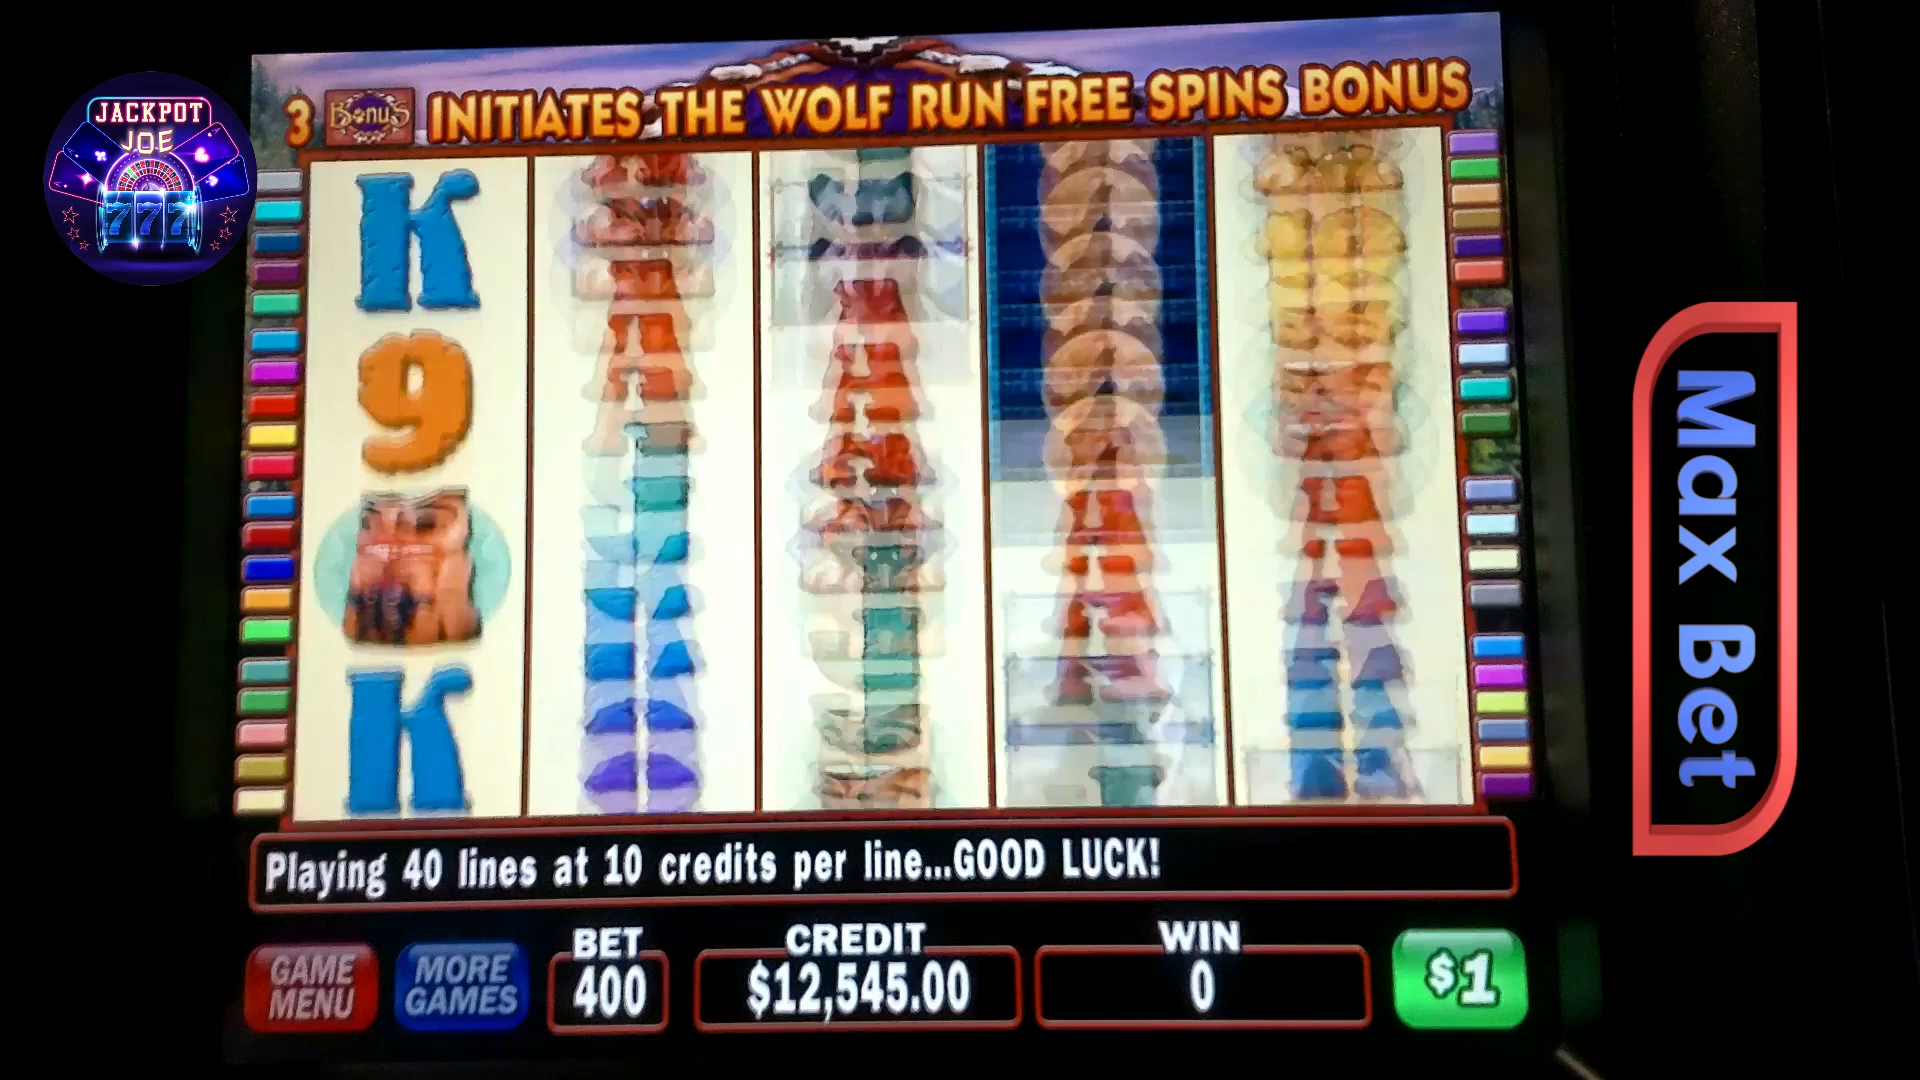 JACKPOT
JOE
777
3 BONUS INITIATES THE WOLF RUN FREE SPINS BONUS
K
9
K
Max Bet
Playing 40 lines at 10 credits per line...GOOD LUCK!
GAME
MENU
MORE
GAMES
BET
400
CREDIT
$12,545.00
WIN
0
$1